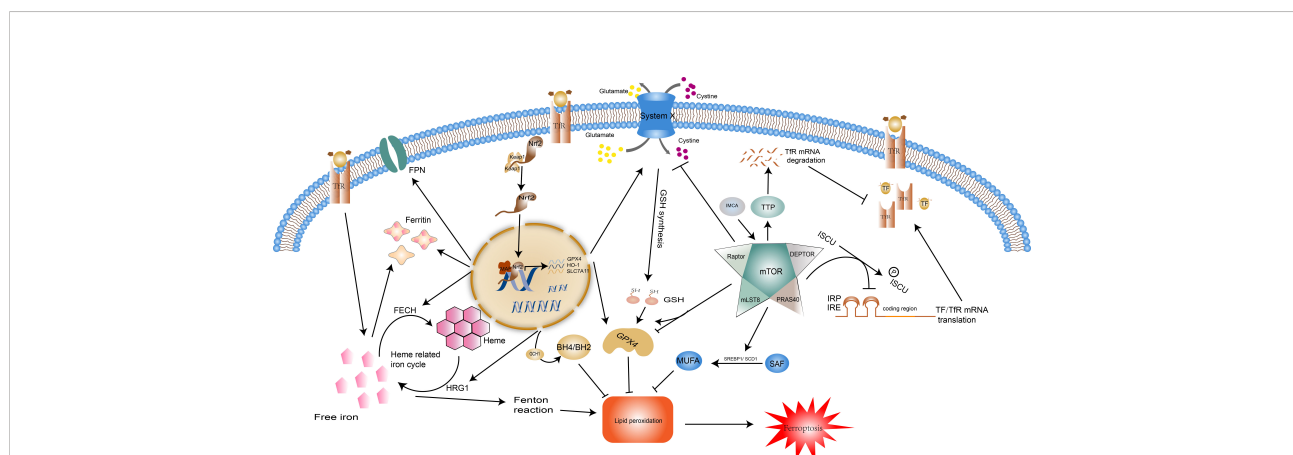 Glutamate
Cystine
TfR
System X
TfR
Glutamate
Cystine
Nrf2
Keap1
Keap1
TfR mRNA
degradation
TfR
FPN
TF
TfR
TF
TfR
Nrf2
GSH synthesis
IMCA
TTP
Ferritin
ISCU
Nrf2
GPX4
HO-1
SLC7A11
Raptor
DEPTOR
mTOR
mLST8
PRAS40
P
ISCU
GSH
IRP
IRE
coding region
TF/TfR mRNA
translation
FECH
Heme
GPX4
BH4/BH2
Heme related
iron cycle
MUFA
SREBP1/ SCD1
SAF
HRG1
Free iron
Fenton
reaction
Lipid peroxidation
Ferroptosis